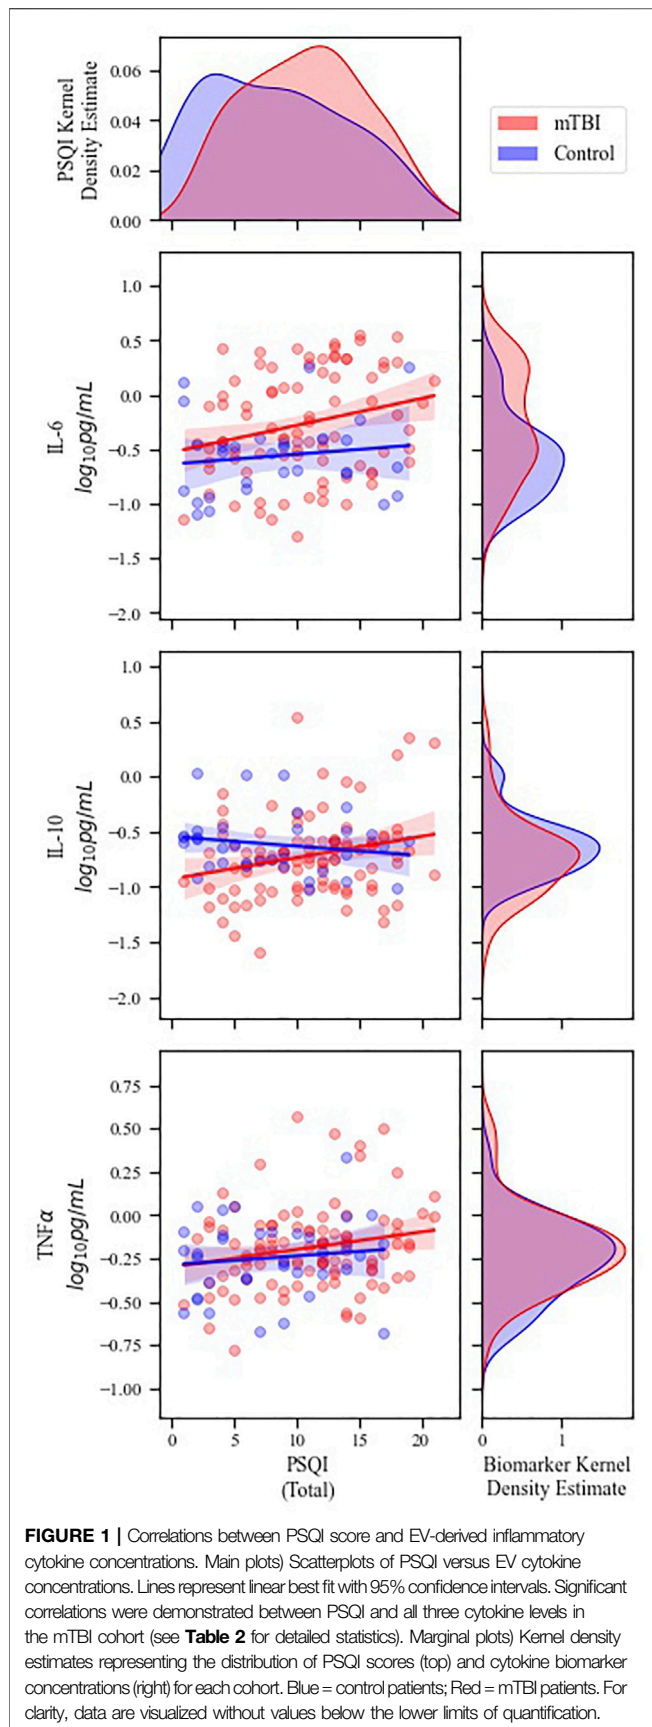 PSQI Kernel
Density Estimate
0.06
0.04
0.02
0.00
mTBI
Control
IL-6
log10pg/mL
1.0
0.5
0.0
−0.5
−1.0
−1.5
−2.0
IL-10
log10pg/mL
1.0
0.5
0.0
−0.5
−1.0
−1.5
−2.0
TNFα
log10pg/mL
0.75
0.50
0.25
0.00
−0.25
−0.50
−0.75
−1.00
0 5 10 15 20
PSQI
(Total)
0 1
Biomarker Kernel
Density Estimate
FIGURE 1 | Correlations between PSQI score and EV-derived inflammatory
cytokine concentrations. Main plots) Scatterplots of PSQI versus EV cytokine
concentrations. Lines represent linear best fit with 95% confidence intervals. Significant
correlations were demonstrated between PSQI and all three cytokine levels in
the mTBI cohort (see Table 2 for detailed statistics). Marginal plots) Kernel density
estimates representing the distribution of PSQI scores (top) and cytokine biomarker
concentrations (right) for each cohort. Blue = control patients; Red = mTBI patients. For
clarity, data are visualized without values below the lower limits of quantification.